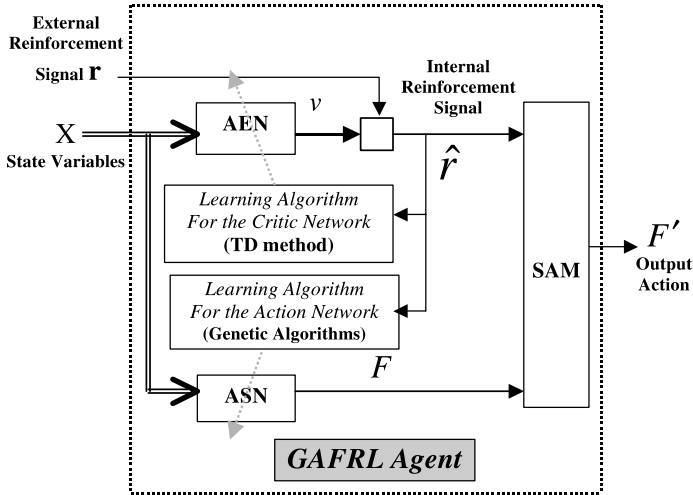 External
Reinforcement
Signal r
X
State Variables
AEN
v
Internal
Reinforcement
Signal
r̂
Learning Algorithm
For the Critic Network
(TD method)
Learning Algorithm
For the Action Network
(Genetic Algorithms)
SAM
F'
Output
Action
F
ASN
GAFRL Agent